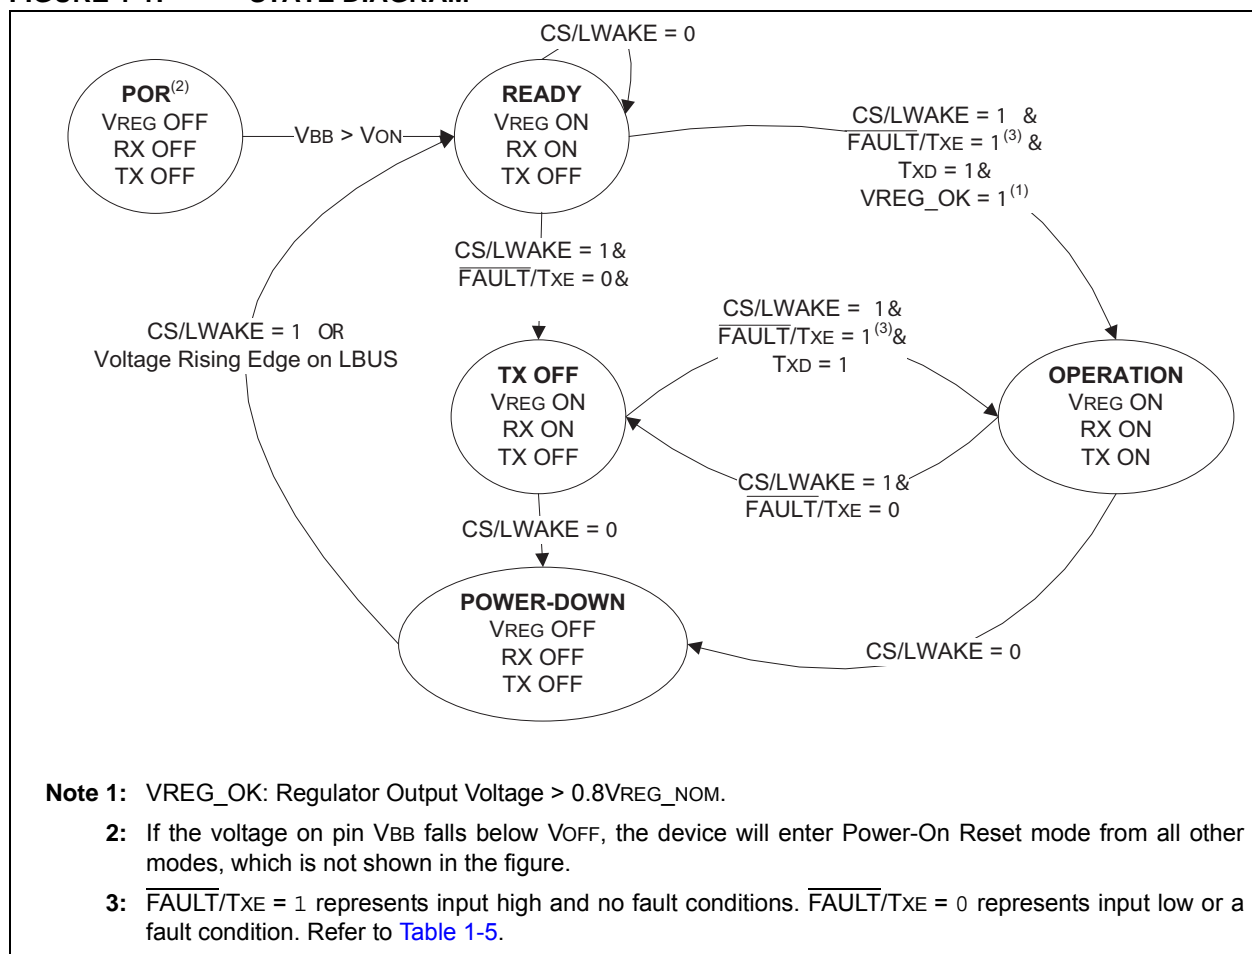 CS/LWAKE = 0
POR(2)
VREG OFF
RX OFF
TX OFF
VBB > VON
READY
VREG ON
RX ON
TX OFF
CS/LWAKE = 1 &
FAULT/TXE = 1(3) &
TXD = 1&
VREG_OK = 1(1)
CS/LWAKE = 1&
FAULT/TXE = 0&
CS/LWAKE = 1 OR
Voltage Rising Edge on LBUS
CS/LWAKE = 1&
FAULT/TXE = 1(3)&
TXD = 1
TX OFF
VREG ON
RX ON
TX OFF
OPERATION
VREG ON
RX ON
TX ON
CS/LWAKE = 1&
FAULT/TXE = 0
CS/LWAKE = 0
POWER-DOWN
VREG OFF
RX OFF
TX OFF
CS/LWAKE = 0
Note 1: VREG_OK: Regulator Output Voltage > 0.8VREG_NOM.
2: If the voltage on pin VBB falls below VOFF, the device will enter Power-On Reset mode from all other
modes, which is not shown in the figure.
3: FAULT/TXE = 1 represents input high and no fault conditions. FAULT/TXE = 0 represents input low or a
fault condition. Refer to Table 1-5.